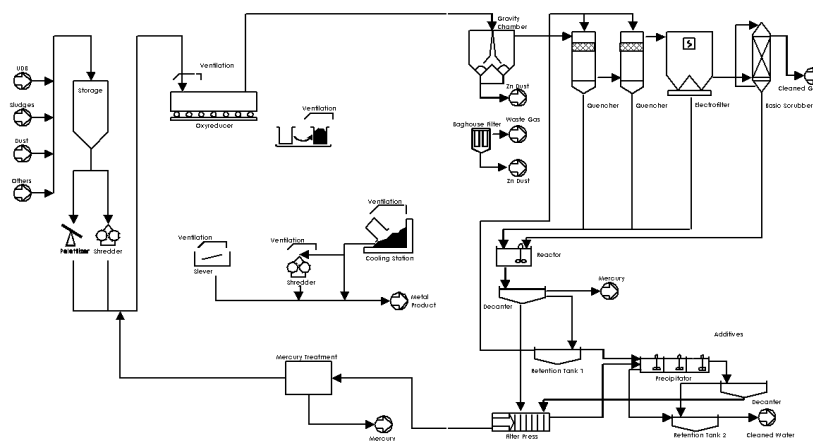 Gravity
Chamber
UDB
Sludges
Dust
Others
Storage
Ventilation
Oxyreducer
Ventilation
Zn Dust
Quencher
Quencher
Electrofilter
Basic Scrubber
Cleaned G
Baghouse Filter
Waste Gas
Zn Dust
Peletizer
Shredder
Ventilation
Siever
Ventilation
Shredder
Ventilation
Cooling Station
Metal
Product
Reactor
Decanter
Mercury
Additives
Retention Tank 1
Precipitator
Decanter
Mercury Treatment
Mercury
Filter Press
Retention Tank 2
Cleaned Water